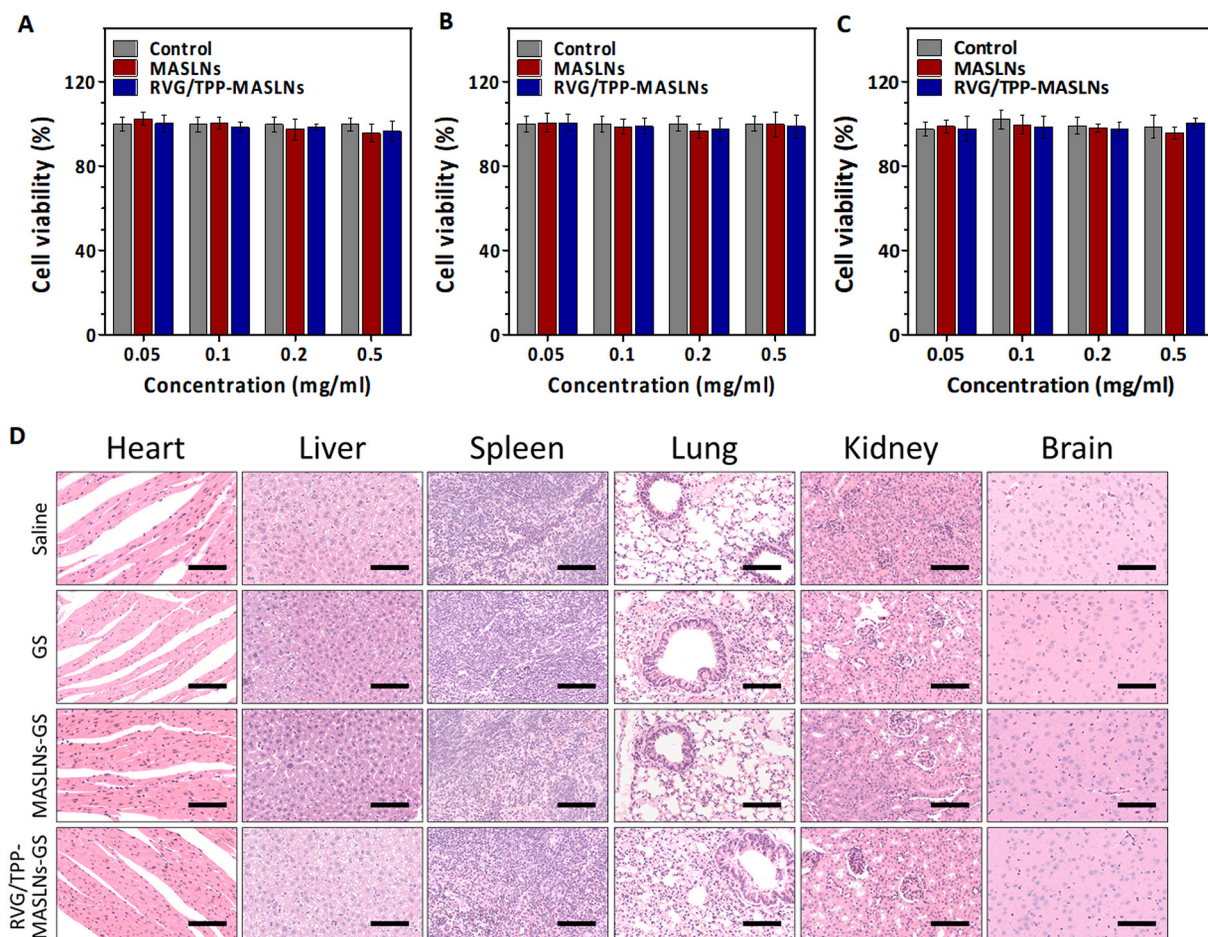 A
Control
MASLNs
RVG/TPP-MASLNs
120
80
40
0
Cell viability (%)
0.05 0.1 0.2 0.5
Concentration (mg/ml)
B
Control
MASLNs
RVG/TPP-MASLNs
120
80
40
0
Cell viability (%)
0.05 0.1 0.2 0.5
Concentration (mg/ml)
C
Control
MASLNs
RVG/TPP-MASLNs
120
80
40
0
Cell viability (%)
0.05 0.1 0.2 0.5
Concentration (mg/ml)
D
Heart Liver Spleen Lung Kidney Brain
Saline
GS
MASLNs-GS
RVG/TPP-
MASLNs-GS